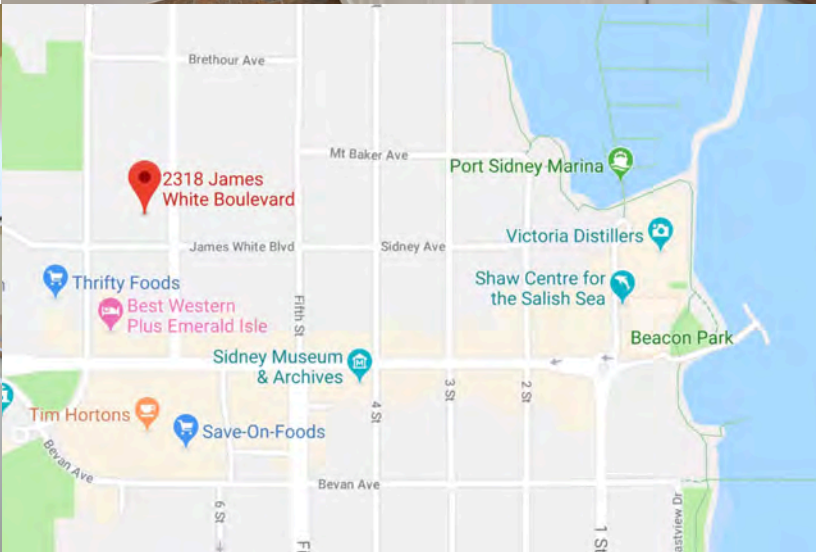 Brethour Ave
Mt Baker Ave
Port Sidney Marina
2318 James
White Boulevard
Victoria Distillers
James White Blvd
Sidney Ave
Thrifty Foods
Shaw Centre for
the Salish Sea
Best Western
Plus Emerald Isle
Fifth St
Beacon Park
Sidney Museum
& Archives
3 St
2 St
4 St
Tim Hortons
Save-On-Foods
Bevan Ave
Bevan Ave
6 St
1 St